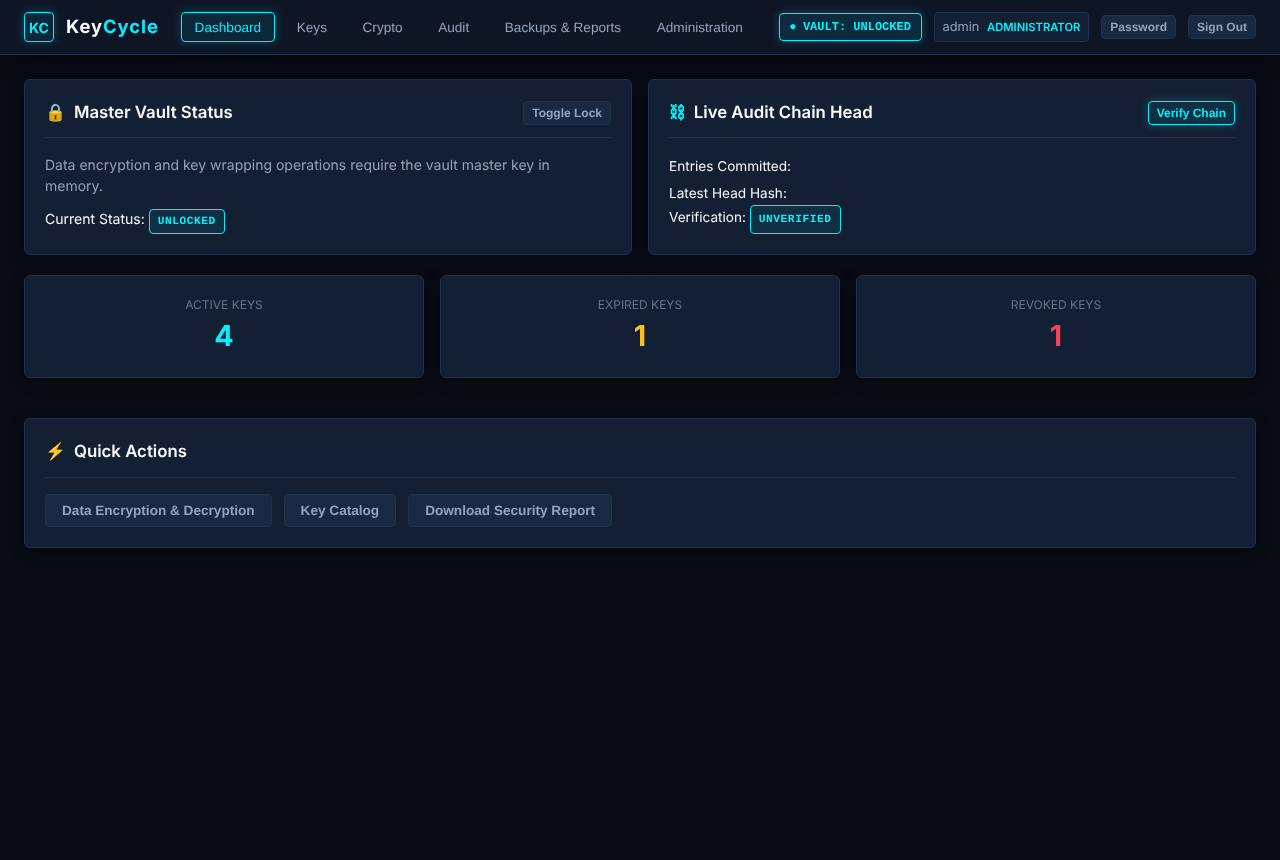 KC KeyCycle Dashboard Keys Crypto Audit Backups & Reports Administration ● VAULT: UNLOCKED admin ADMINISTRATOR Password Sign Out
🔒 Master Vault Status Toggle Lock
Data encryption and key wrapping operations require the vault master key in
memory.
Current Status: UNLOCKED
⛓ Live Audit Chain Head Verify Chain
Entries Committed:
Latest Head Hash:
Verification: UNVERIFIED
ACTIVE KEYS
4
EXPIRED KEYS
1
REVOKED KEYS
1
⚡ Quick Actions
Data Encryption & Decryption Key Catalog Download Security Report